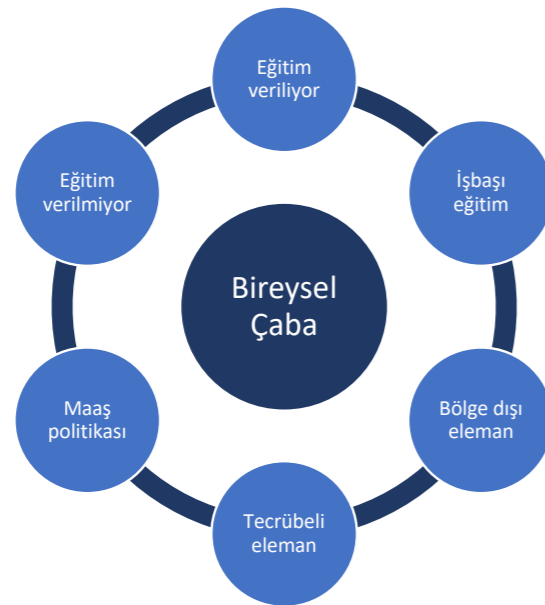 Eğitim
veriliyor
İşbaşı
eğitim
Bölge dışı
eleman
Tecrübeli
eleman
Maaş
politikası
Eğitim
verilmiyor
Bireysel
Çaba